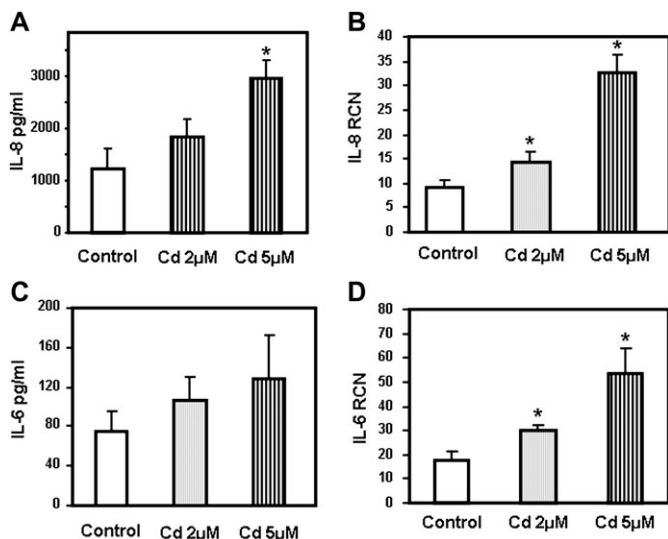 A
IL-8 pg/ml
3000
2000
1000
0
*
Control Cd 2µM Cd 5µM
B
IL-8 RCN
40
35
30
25
20
15
10
5
0
*
*
Control Cd 2µM Cd 5µM
C
IL-6 pg/ml
200
160
120
80
40
0
Control Cd 2µM Cd 5µM
D
IL-6 RCN
80
70
60
50
40
30
20
10
0
*
*
Control Cd 2µM Cd 5µM